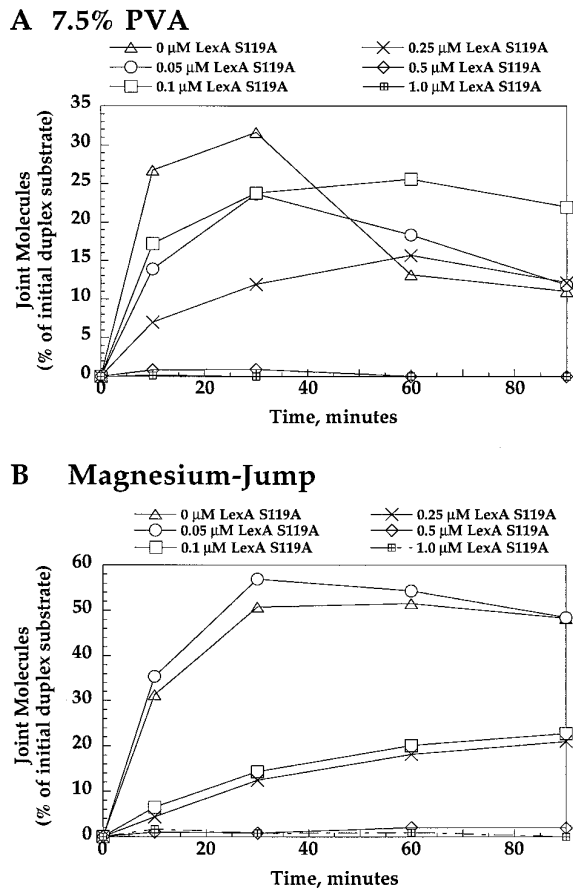 A 7.5% PVA
0 μM LexA S119A
0.25 μM LexA S119A
0.05 μM LexA S119A
0.5 μM LexA S119A
0.1 μM LexA S119A
1.0 μM LexA S119A
Joint Molecules
(% of initial duplex substrate)
35
30
25
20
15
10
5
0
0 20 40 60 80
Time, minutes
B Magnesium-Jump
0 μM LexA S119A
0.25 μM LexA S119A
0.05 μM LexA S119A
0.5 μM LexA S119A
0.1 μM LexA S119A
1.0 μM LexA S119A
Joint Molecules
(% of initial duplex substrate)
60
50
40
30
20
10
0
0 20 40 60 80
Time, minutes